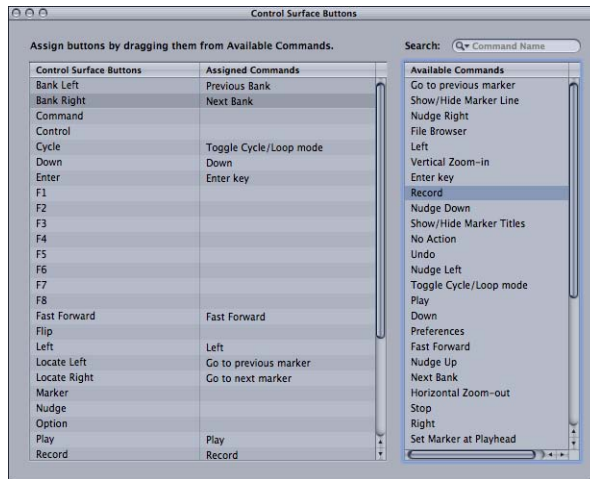 Control Surface Buttons
Assign buttons by dragging them from Available Commands.
Search: Command Name
Control Surface Buttons Assigned Commands
Bank Left Previous Bank
Bank Right Next Bank
Command
Control
Cycle Toggle Cycle/Loop mode
Down Down
Enter Enter key
F1
F2
F3
F4
F5
F6
F7
F8
Fast Forward Fast Forward
Flip
Left Left
Locate Left Go to previous marker
Locate Right Go to next marker
Marker
Nudge
Option
Play Play
Record Record
Available Commands
Go to previous marker
Show/Hide Marker Line
Nudge Right
File Browser
Left
Vertical Zoom-in
Enter key
Record
Nudge Down
Show/Hide Marker Titles
No Action
Undo
Nudge Left
Toggle Cycle/Loop mode
Play
Down
Preferences
Fast Forward
Nudge Up
Next Bank
Horizontal Zoom-out
Stop
Right
Set Marker at Playhead